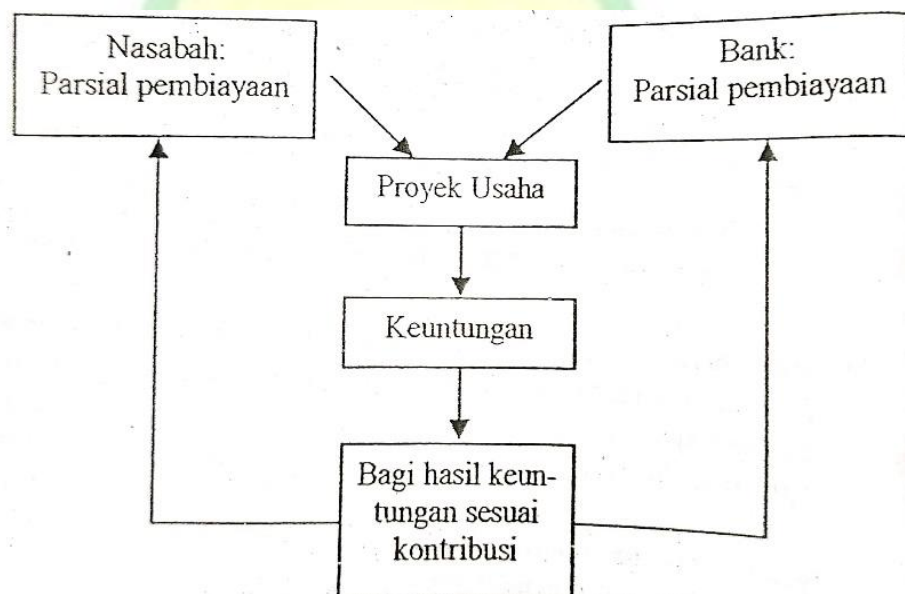 Nasabah:
Parsial pembiayaan
Bank:
Parsial pembiayaan
Proyek Usaha
Keuntungan
Bagi hasil keun-
tungan sesuai
kontribusi